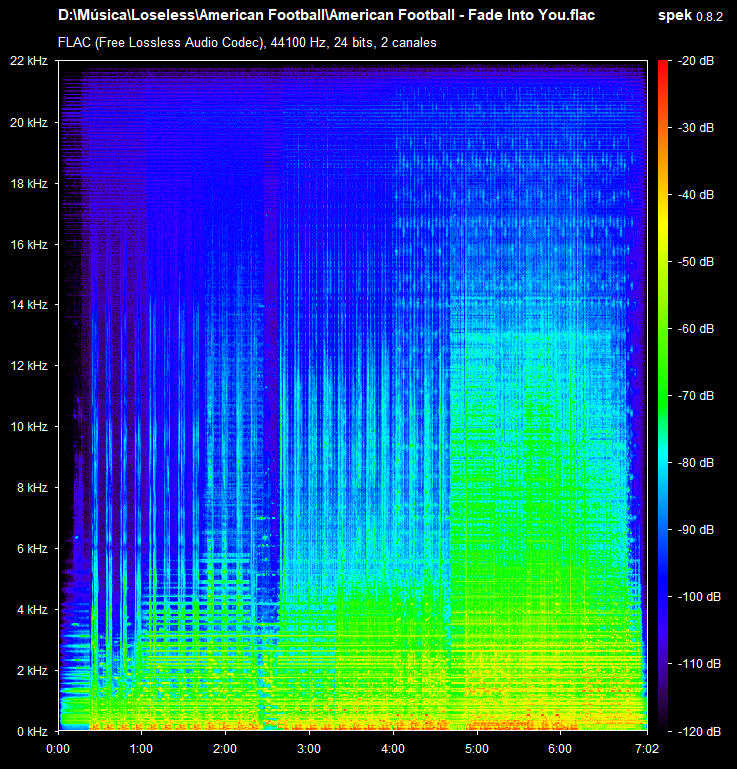 D:\Música\Loseless\American Football\American Football - Fade Into You.flac spek 0.8.2
FLAC (Free Lossless Audio Codec), 44100 Hz, 24 bits, 2 canales
22 kHz -20 dB
20 kHz -30 dB
18 kHz -40 dB
16 kHz -50 dB
14 kHz -60 dB
12 kHz -70 dB
10 kHz -80 dB
8 kHz -90 dB
6 kHz -100 dB
4 kHz -110 dB
2 kHz -120 dB
0 kHz
0:00 1:00 2:00 3:00 4:00 5:00 6:00 7:02